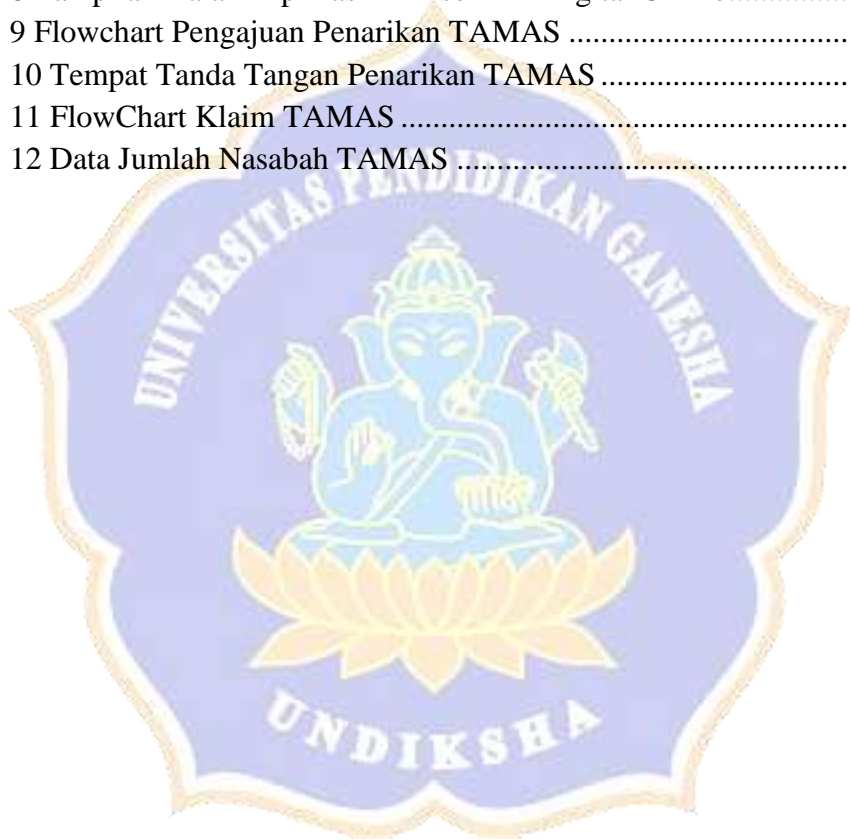 9 Flowchart Pengajuan Penarikan TAMAS ................................
10 Tempat Tanda Tangan Penarikan TAMAS ............................
11 FlowChart Klaim TAMAS .......................................................
12 Data Jumlah Nasabah TAMAS ................................................
UNIVERSITAS PENDIDIKAN GANESHA
UNDIKSHA